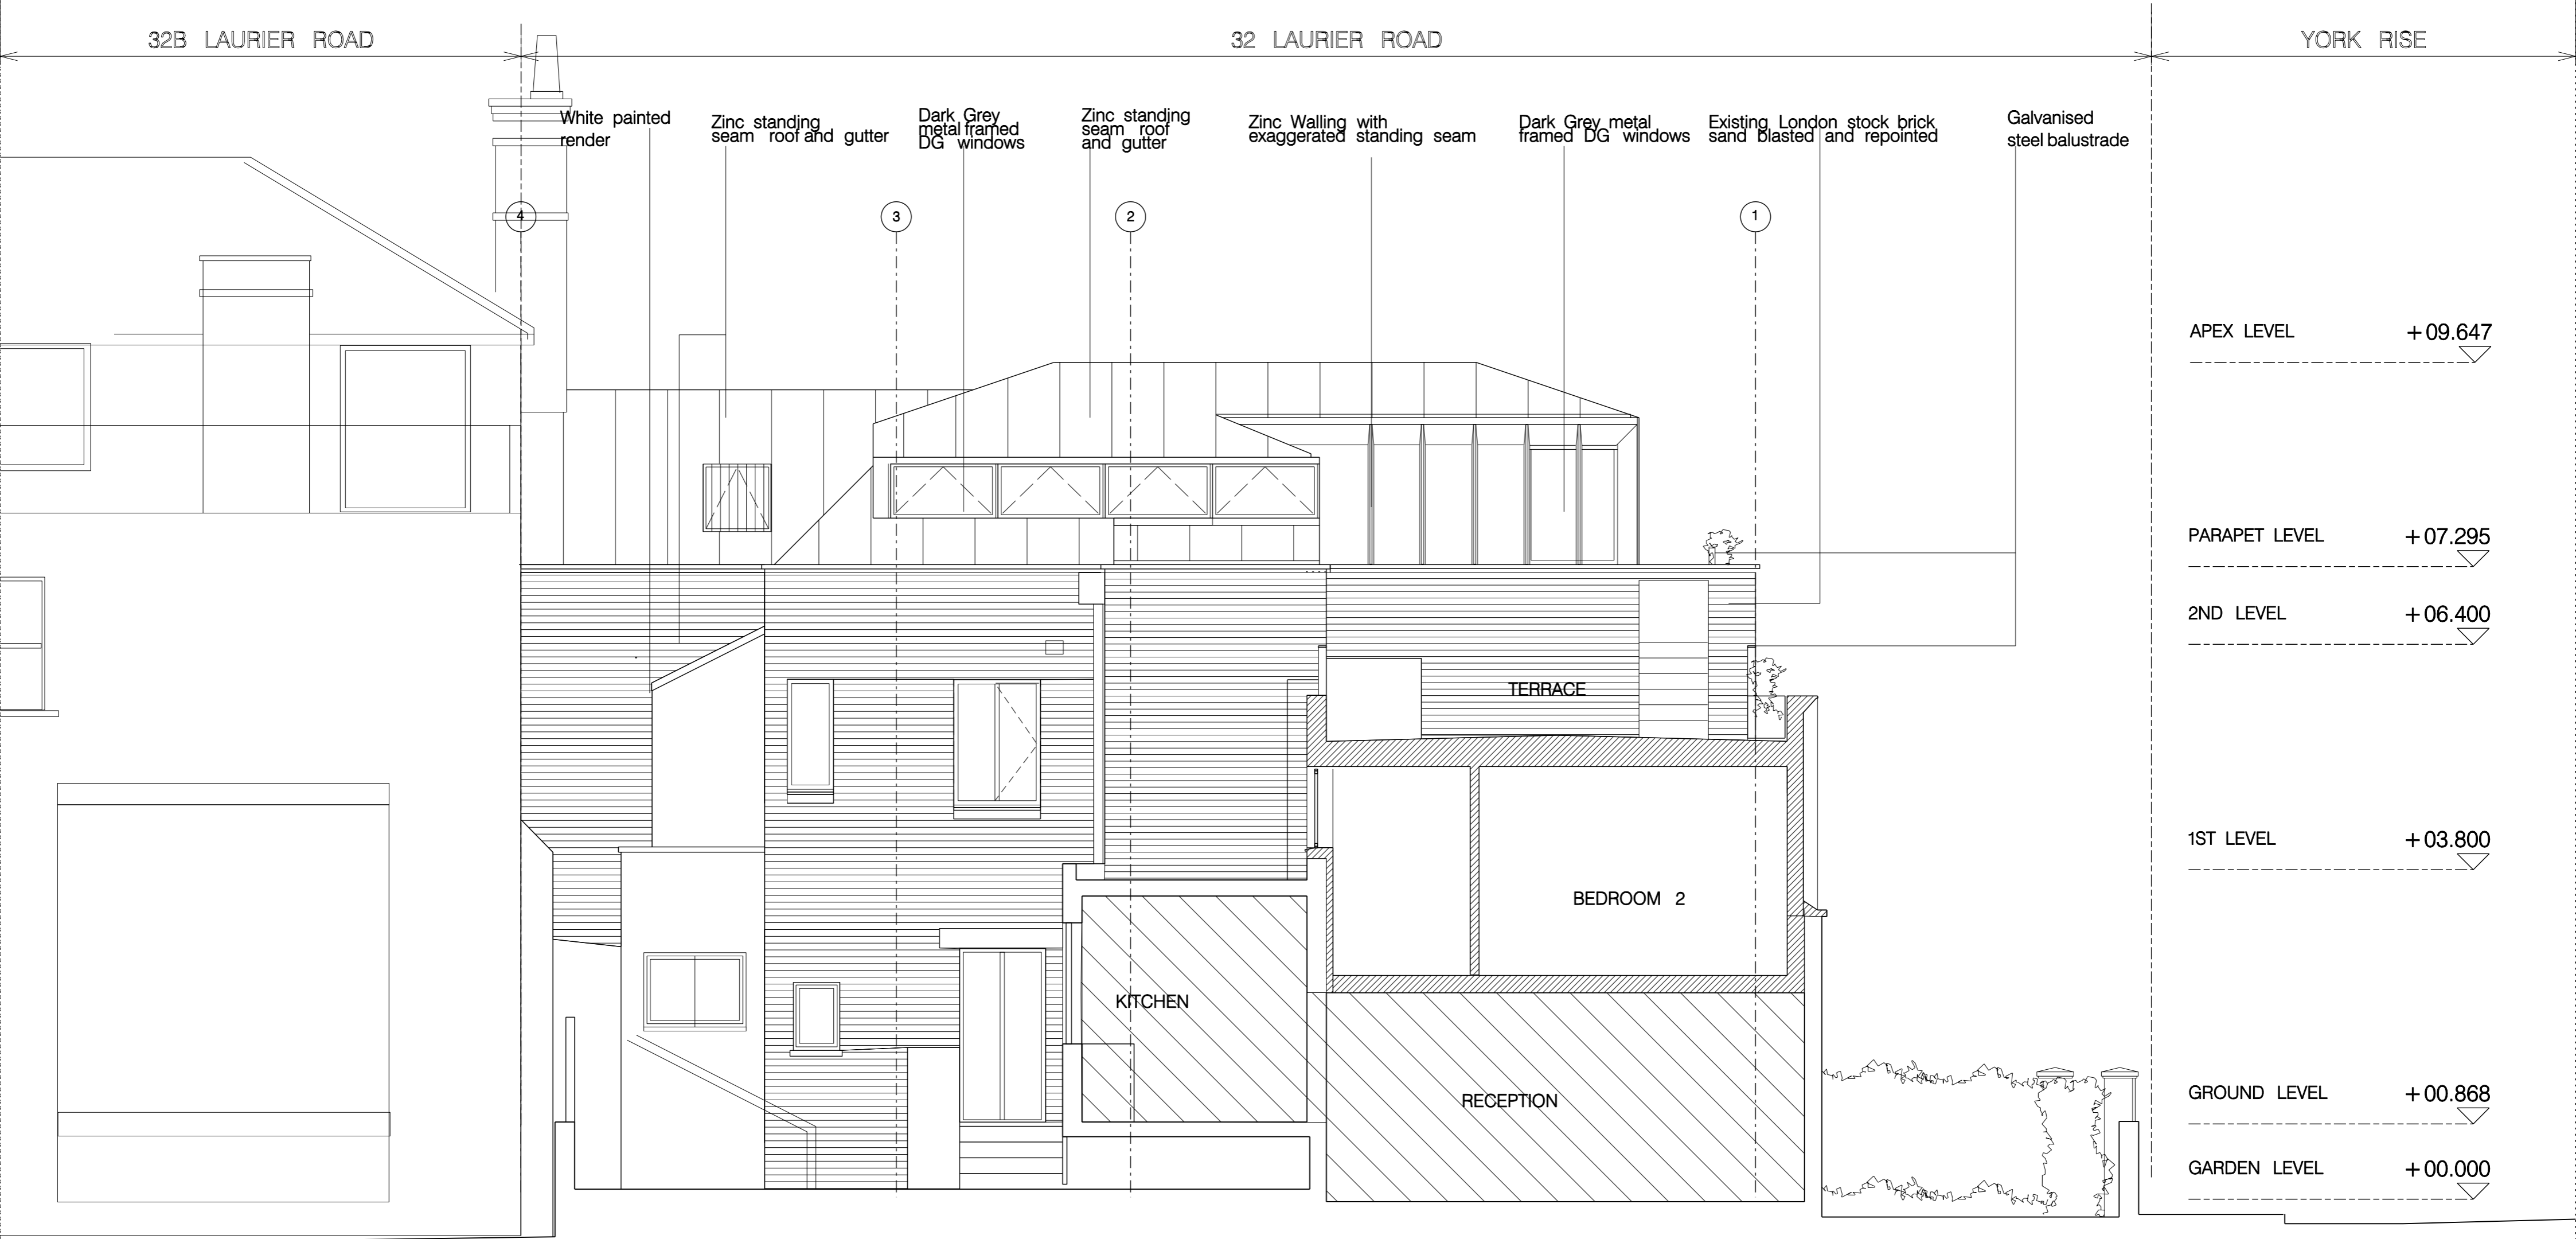 32B LAURIER ROAD
32 LAURIER ROAD
YORK RISE
White painted
render
Zinc standing
seam roof and gutter
Dark Grey
metal framed
DG windows
Zinc standing
seam roof
and gutter
Zinc Walling with
exaggerated standing seam
Dark Grey metal
framed DG windows
Existing London stock brick
sand blasted and repointed
Galvanised
steel balustrade
4
3
2
1
APEX LEVEL +09.647
PARAPET LEVEL +07.295
2ND LEVEL +06.400
TERRACE
1ST LEVEL +03.800
BEDROOM 2
KITCHEN
RECEPTION
GROUND LEVEL +00.868
GARDEN LEVEL +00.000